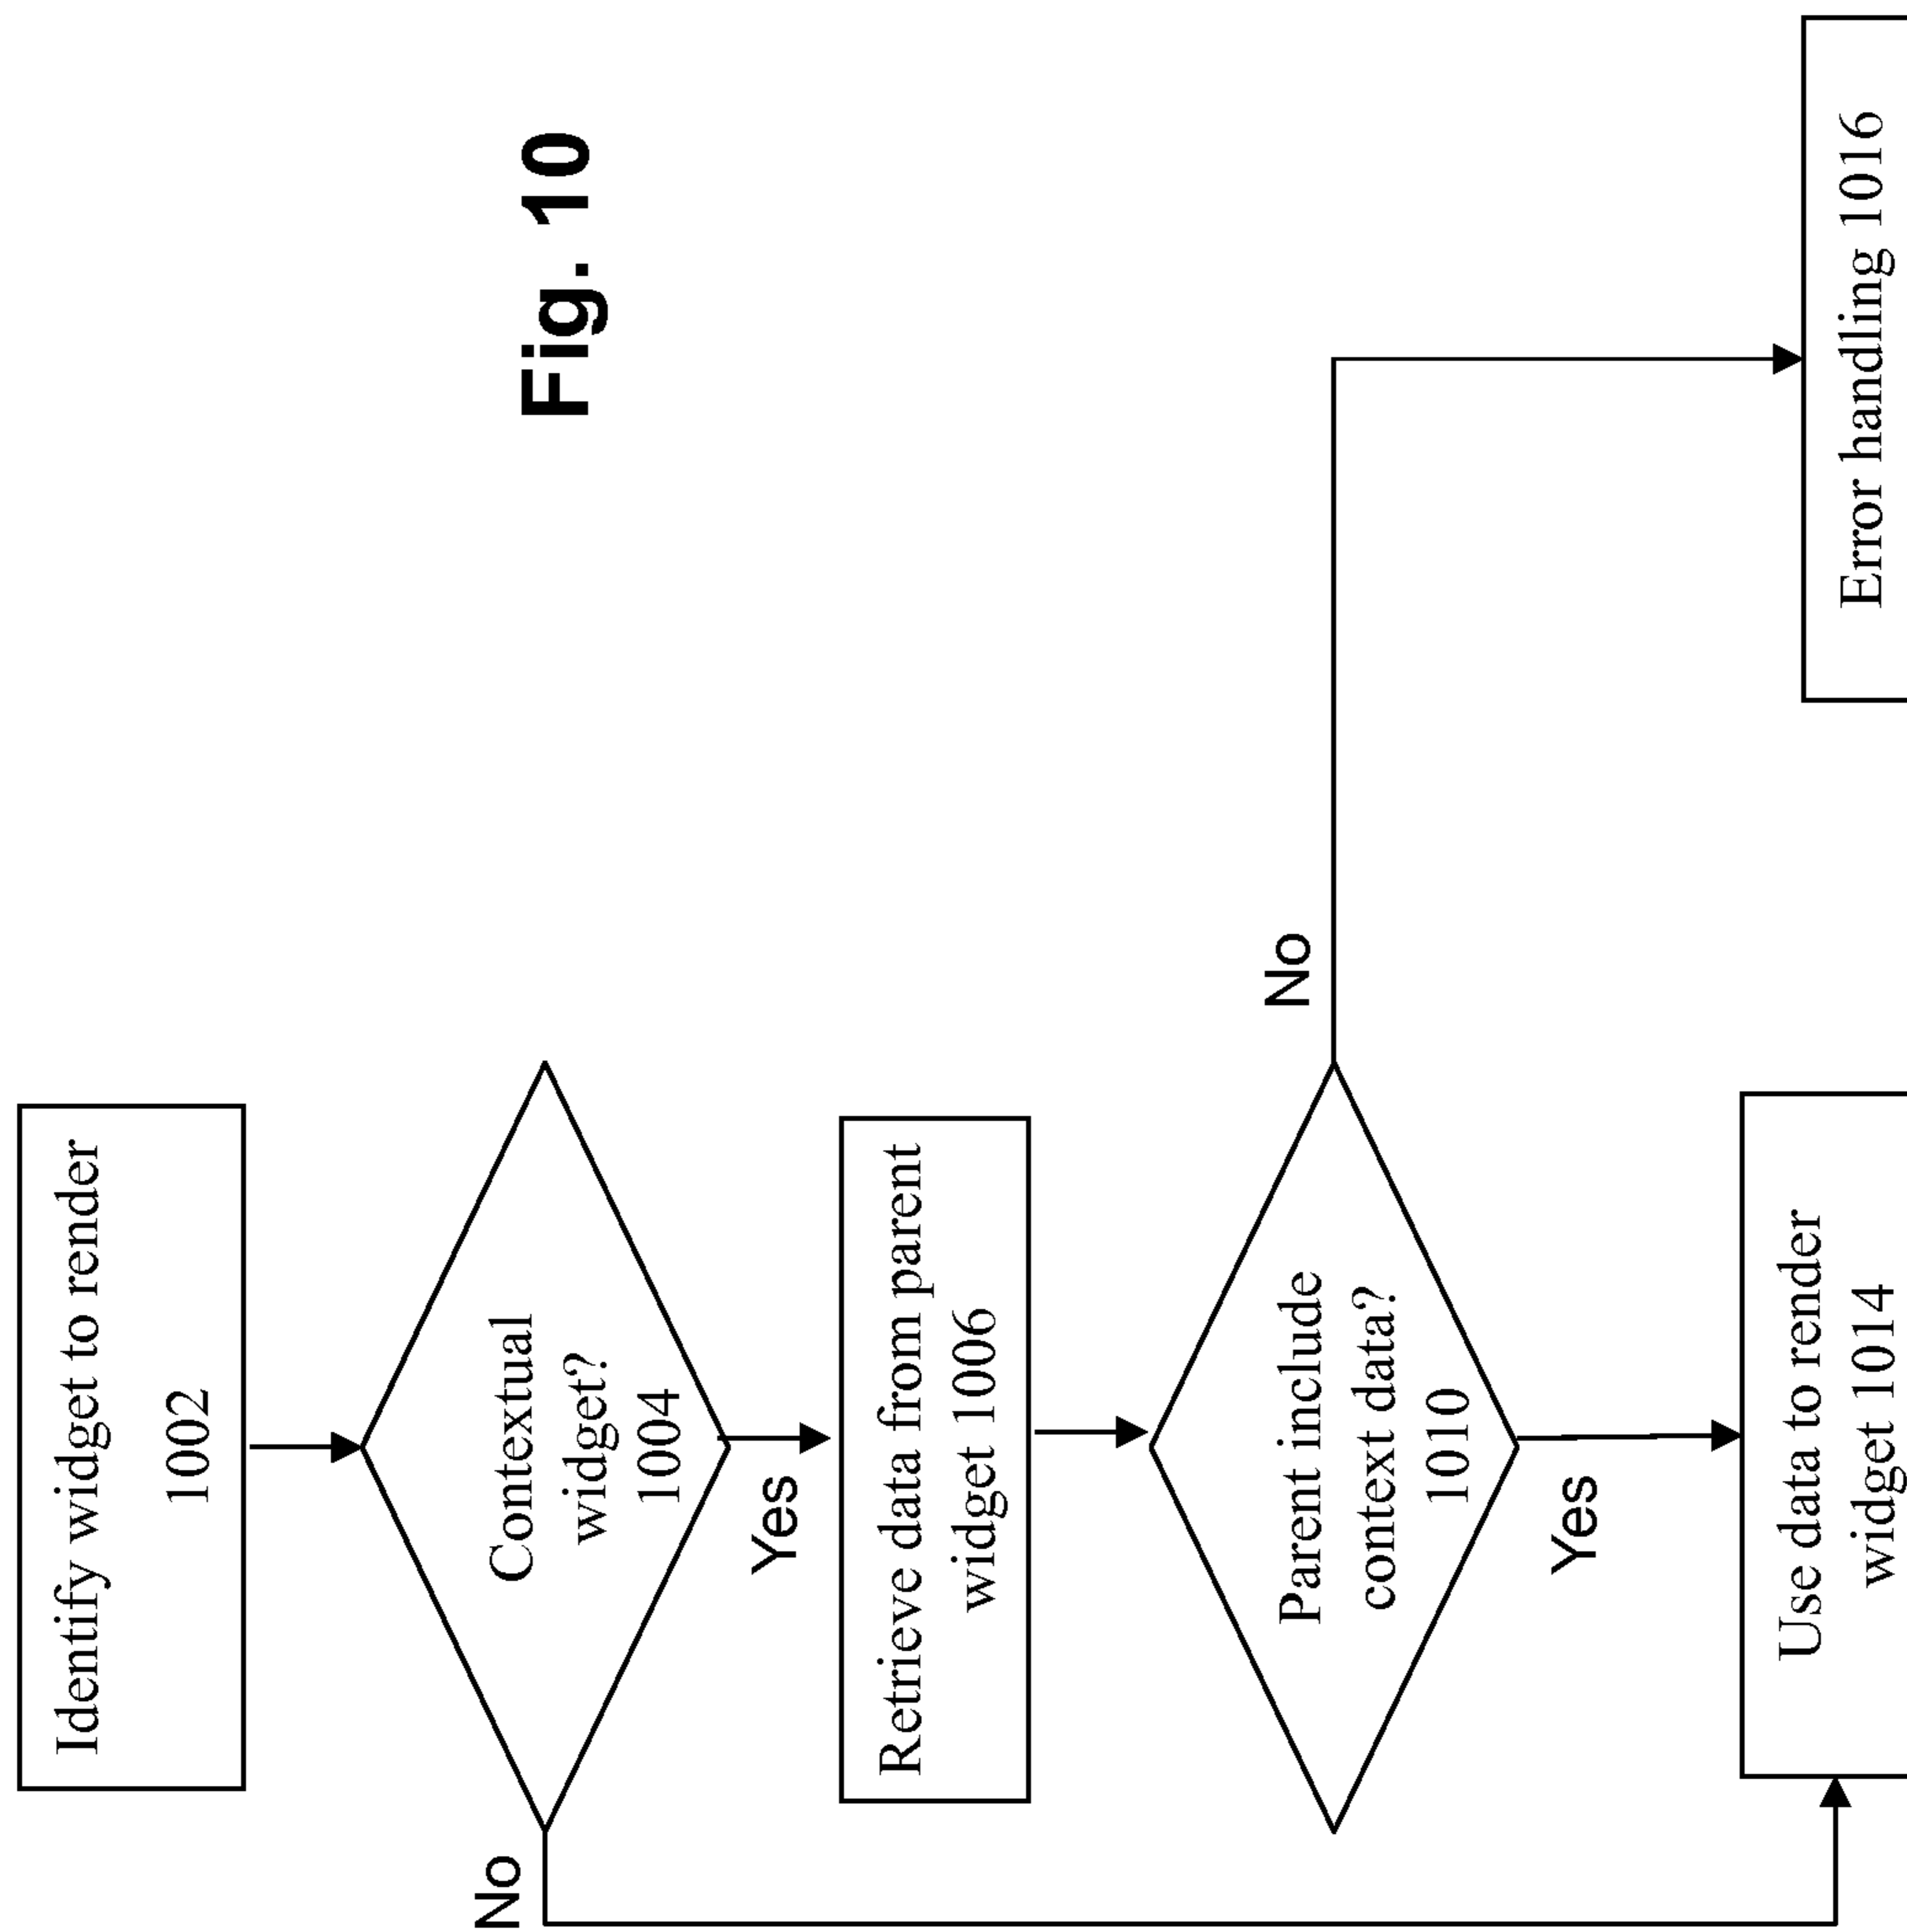 Identify widget to render
1002
Contextual
widget?
1004
No
Yes
Retrieve data from parent
widget 1006
Parent include
context data?
1010
No
Yes
Use data to render
widget 1014
Error handling 1016
Fig. 10